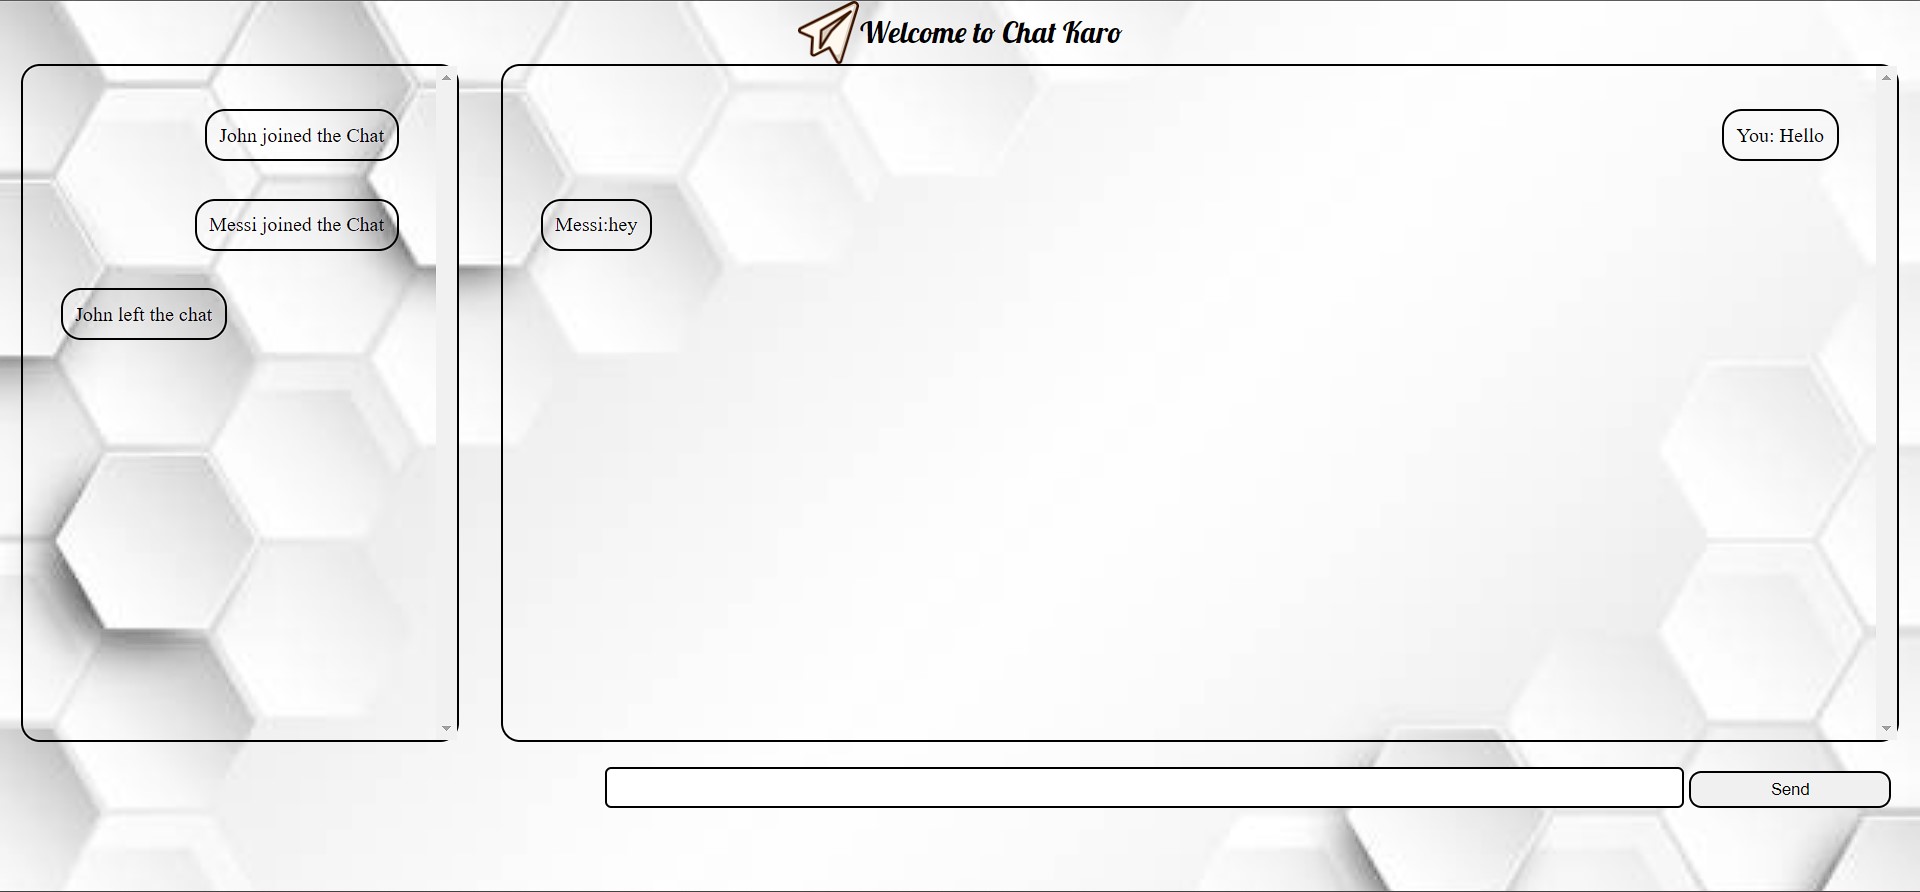 Welcome to Chat Karo
John joined the Chat
Messi joined the Chat
John left the chat
You: Hello
Messi:hey
Send